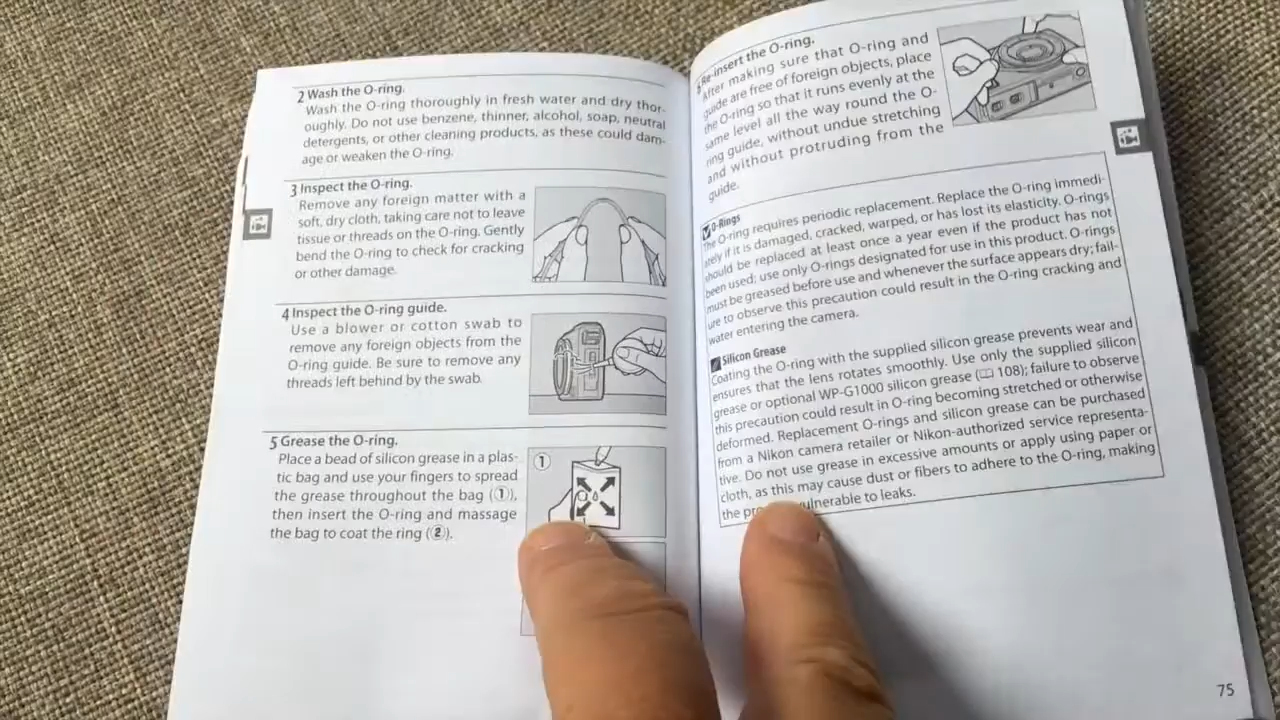 2 Wash the O-ring.
Wash the O-ring thoroughly in fresh water and dry thor-
oughly. Do not use benzene, thinner, alcohol, soap, neutral
detergents, or other cleaning products, as these could dam-
age or weaken the O-ring.
3 Inspect the O-ring.
Remove any foreign matter with a
soft, dry cloth, taking care not to leave
tissue or threads on the O-ring. Gently
bend the O-ring to check for cracking
or other damage.
4 Inspect the O-ring guide.
Use a blower or cotton swab to
remove any foreign objects from the
O-ring guide. Be sure to remove any
threads left behind by the swab.
5 Grease the O-ring.
Place a bead of silicon grease in a plas-
tic bag and use your fingers to spread
the grease throughout the bag (①),
then insert the O-ring and massage
the bag to coat the ring (②).
①
6 Re-insert the O-ring.
After making sure that O-ring and
guide are free of foreign objects, place
the O-ring so that it runs evenly at the
same level all the way round the O-
ring guide, without undue stretching
and without protruding from the
guide.
O-Rings
The O-ring requires periodic replacement. Replace the O-ring immedi-
ately if it is damaged, cracked, warped, or has lost its elasticity. O-rings
should be replaced at least once a year even if the product has not
been used; use only O-rings designated for use in this product. O-rings
must be greased before use and whenever the surface appears dry; fail-
ure to observe this precaution could result in the O-ring cracking and
water entering the camera.
Silicon Grease
Coating the O-ring with the supplied silicon grease prevents wear and
ensures that the lens rotates smoothly. Use only the supplied silicon
grease or optional WP-G1000 silicon grease (108); failure to observe
this precaution could result in O-ring becoming stretched or otherwise
deformed. Replacement O-rings and silicon grease can be purchased
from a Nikon camera retailer or Nikon-authorized service representa-
tive. Do not use grease in excessive amounts or apply using paper or
cloth, as this may cause dust or fibers to adhere to the O-ring, making
the vulnerable to leaks.
75